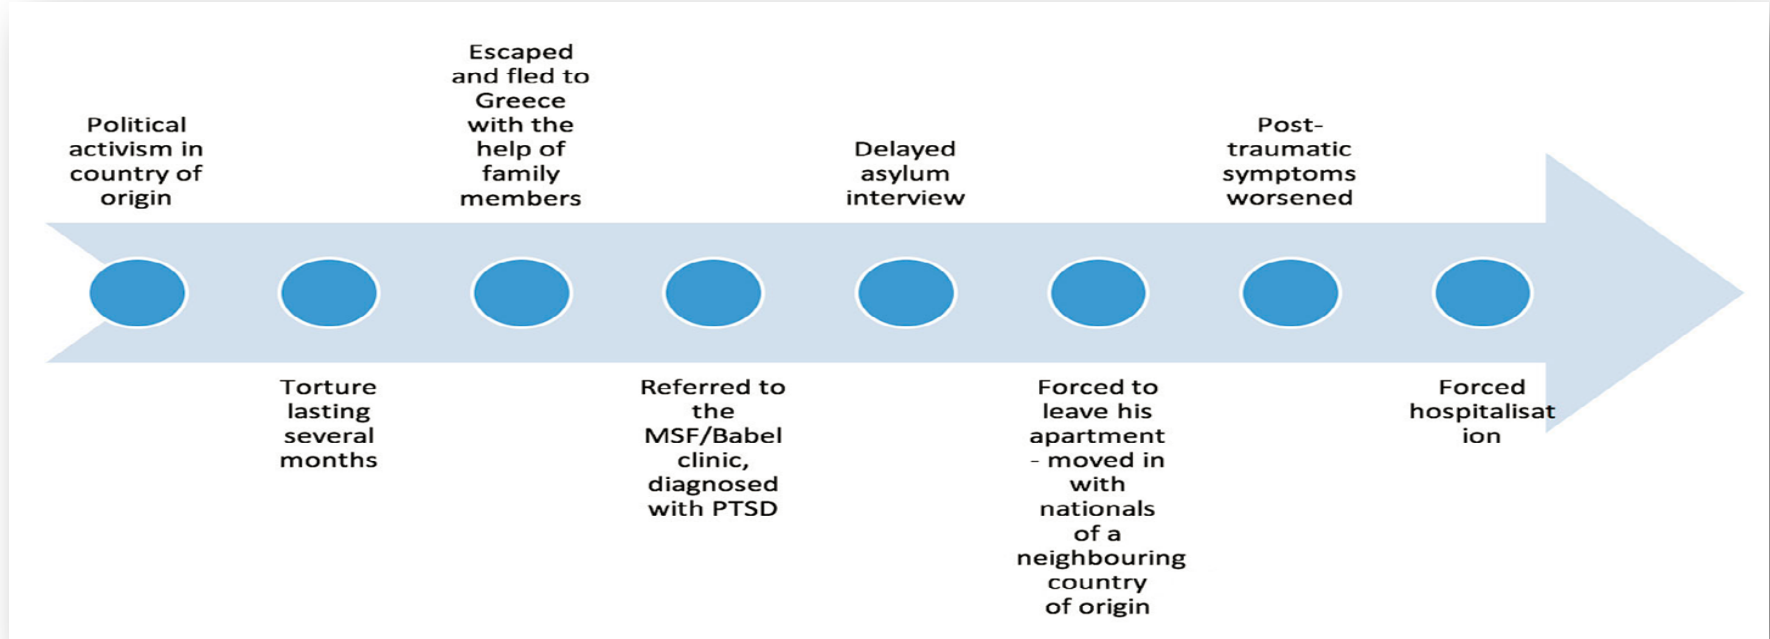 Political
activism in
country of
origin
Torture
lasting
several
months
Escaped
and fled to
Greece
with the
help of
family
members
Referred to
the
MSF/Babel
clinic,
diagnosed
with PTSD
Delayed
asylum
interview
Forced to
leave his
apartment
- moved in
with
nationals
of a
neighbouring
country
of origin
Post-
traumatic
symptoms
worsened
Forced
hospitalisat
ion